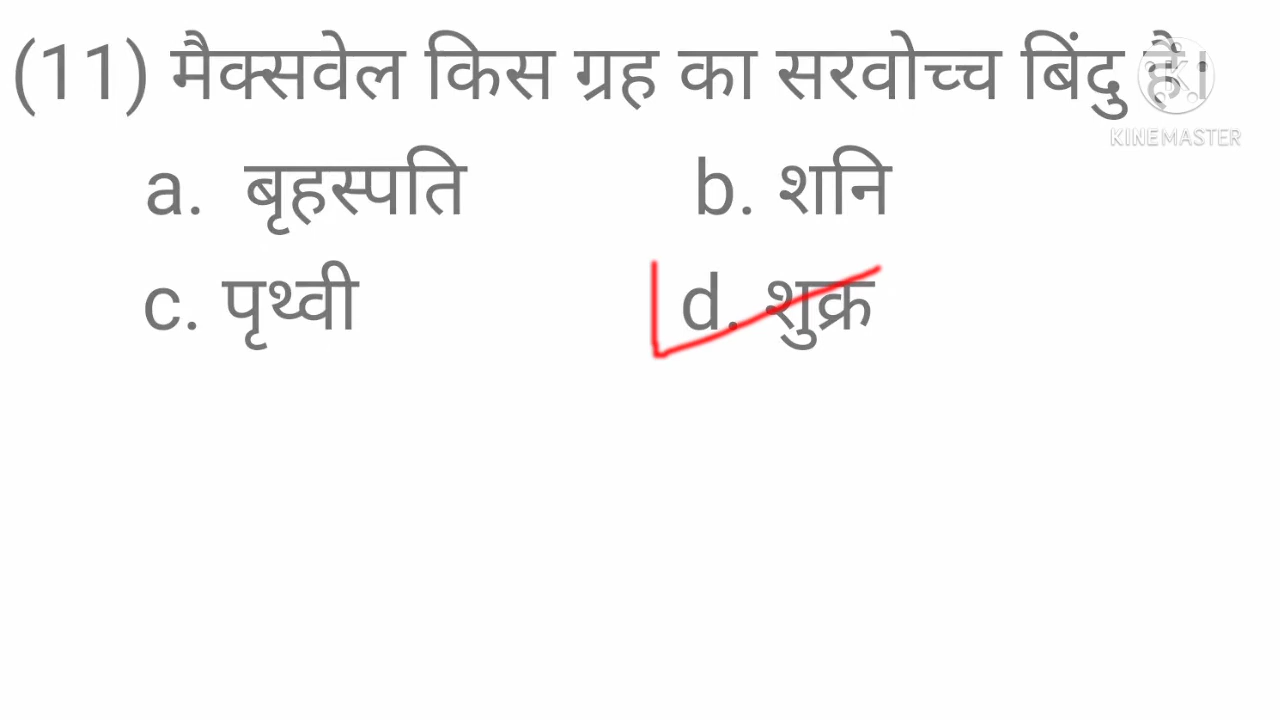 (11) मैक्सवेल किस ग्रह का सरवोच्च बिंदु है।
KINEMASTER
a. बृहस्पति b. शनि
c. पृथ्वी d. शुक्र